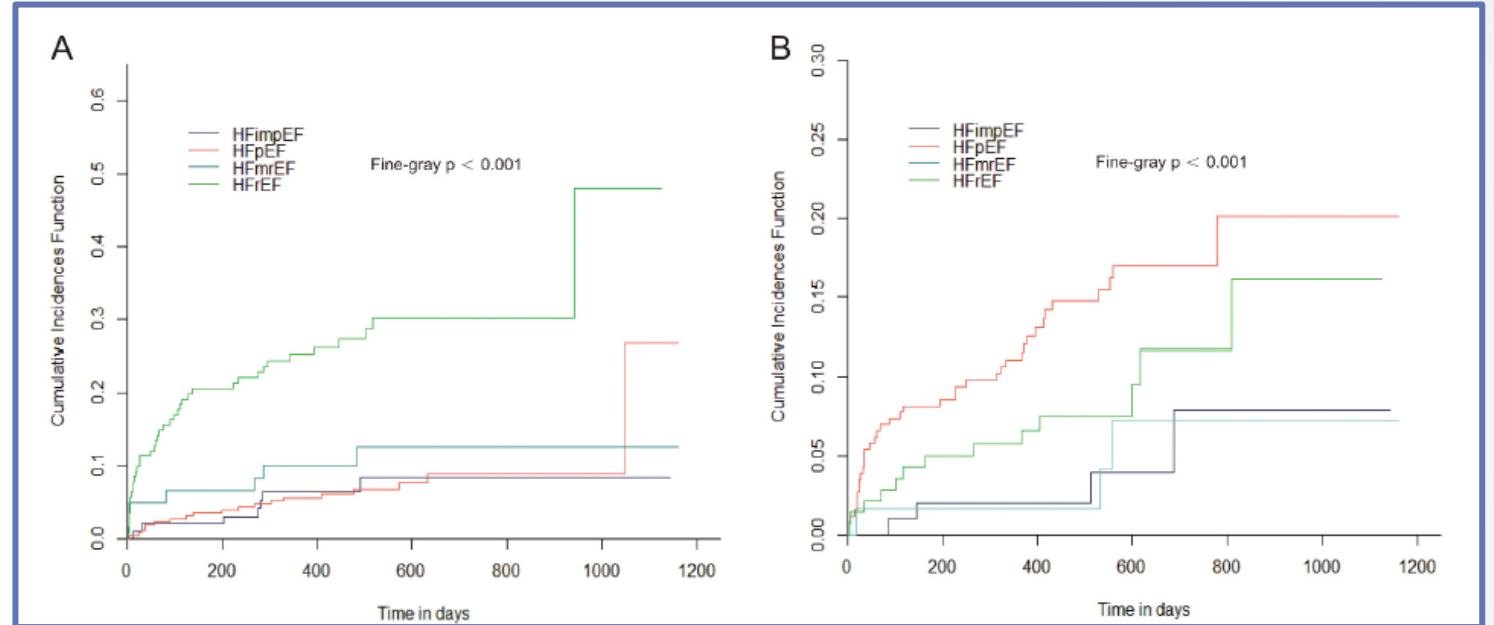 A
Cumulative Incidences Function
0.6
0.5
0.4
0.3
0.2
0.1
0.0
HFimpEF
HFpEF
HFmrEF
HFrEF
Fine-gray p < 0.001
0 200 400 600 800 1000 1200
Time in days
B
Cumulative Incidences Function
0.30
0.25
0.20
0.15
0.10
0.05
0.00
HFimpEF
HFpEF
HFmrEF
HFrEF
Fine-gray p < 0.001
0 200 400 600 800 1000 1200
Time in days